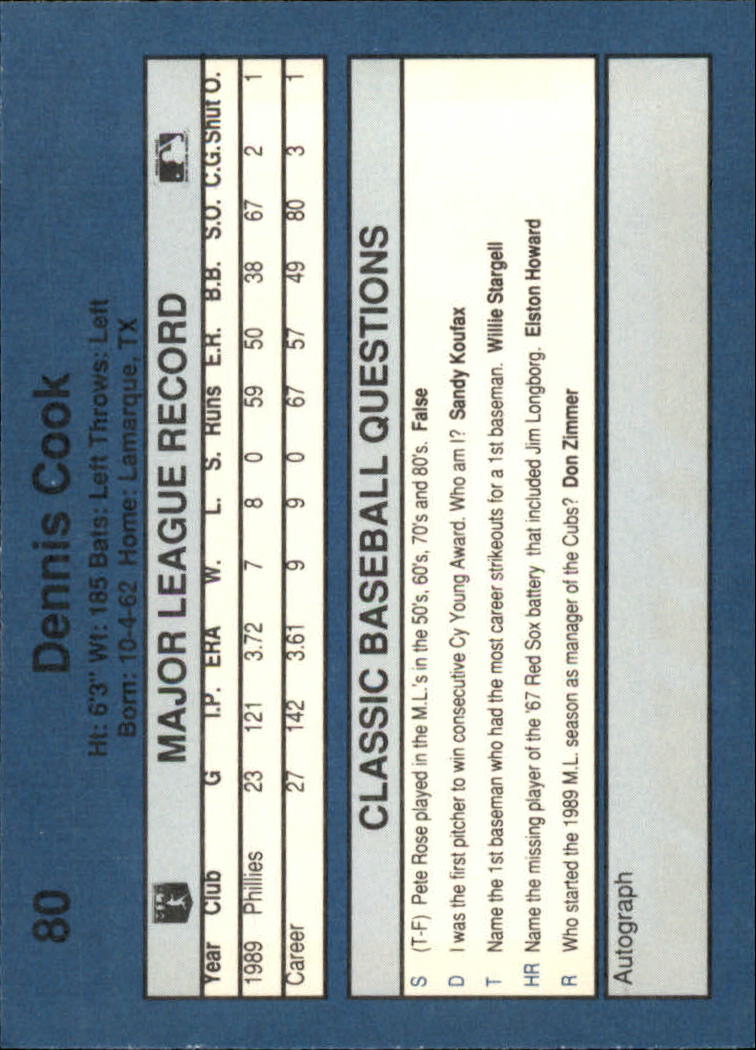 80 Dennis Cook
Ht: 6'3" Wt: 185 Bats: Left Throws: Left
Born: 10-4-62 Home: Lamarque, TX
MAJOR LEAGUE RECORD
Year Club G I.P. ERA W. L. S. Runs E.R. B.B. S.O. C.G. Shut O.
1989 Phillies 23 121 3.72 7 8 0 59 50 38 67 2 1
Career 27 142 3.61 9 9 0 67 57 49 80 3 1
CLASSIC BASEBALL QUESTIONS
S (T-F) Pete Rose played in the M.L.'s in the 50's, 60's, 70's and 80's. False
D I was the first pitcher to win consecutive Cy Young Award. Who am I? Sandy Koufax
T Name the 1st baseman who had the most career strikeouts for a 1st baseman. Willie Stargell
HR Name the missing player of the '67 Red Sox battery that included Jim Longborg. Elston Howard
R Who started the 1989 M.L. season as manager of the Cubs? Don Zimmer
Autograph